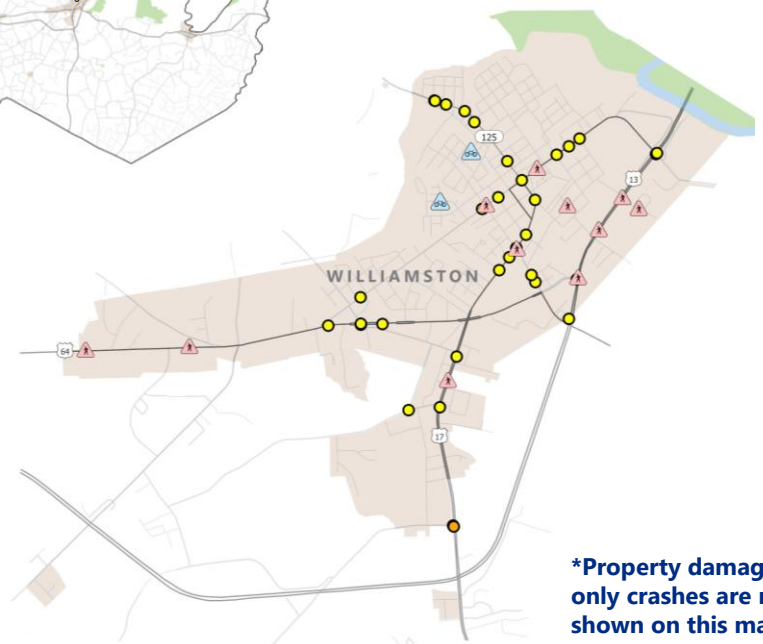 125
13
WILLIAMSTON
64
17
*Property damag
only crashes are
shown on this ma